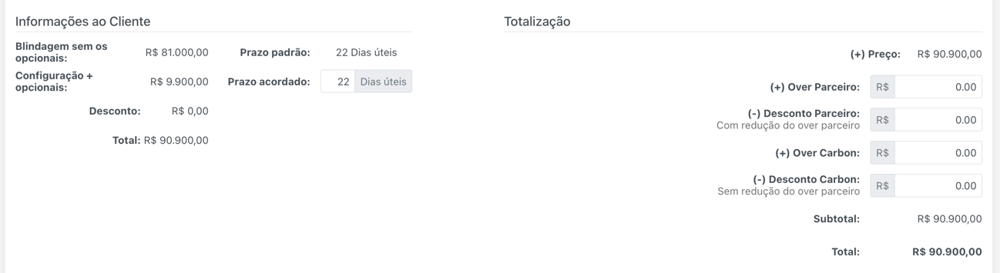 Informações ao Cliente
Blindagem sem os
opcionais:
R$ 81.000,00
Prazo padrão:
22 Dias úteis
Configuração +
opcionais:
R$ 9.900,00
Prazo acordado:
22
Dias úteis
Desconto:
R$ 0,00
Total:
R$ 90.900,00
Totalização
(+) Preço:
R$ 90.900,00
(+) Over Parceiro:
R$
0.00
(-) Desconto Parceiro:
Com redução do over parceiro
R$
0.00
(+) Over Carbon:
R$
0.00
(-) Desconto Carbon:
Sem redução do over parceiro
R$
0.00
Subtotal:
R$ 90.900,00
Total:
R$ 90.900,00